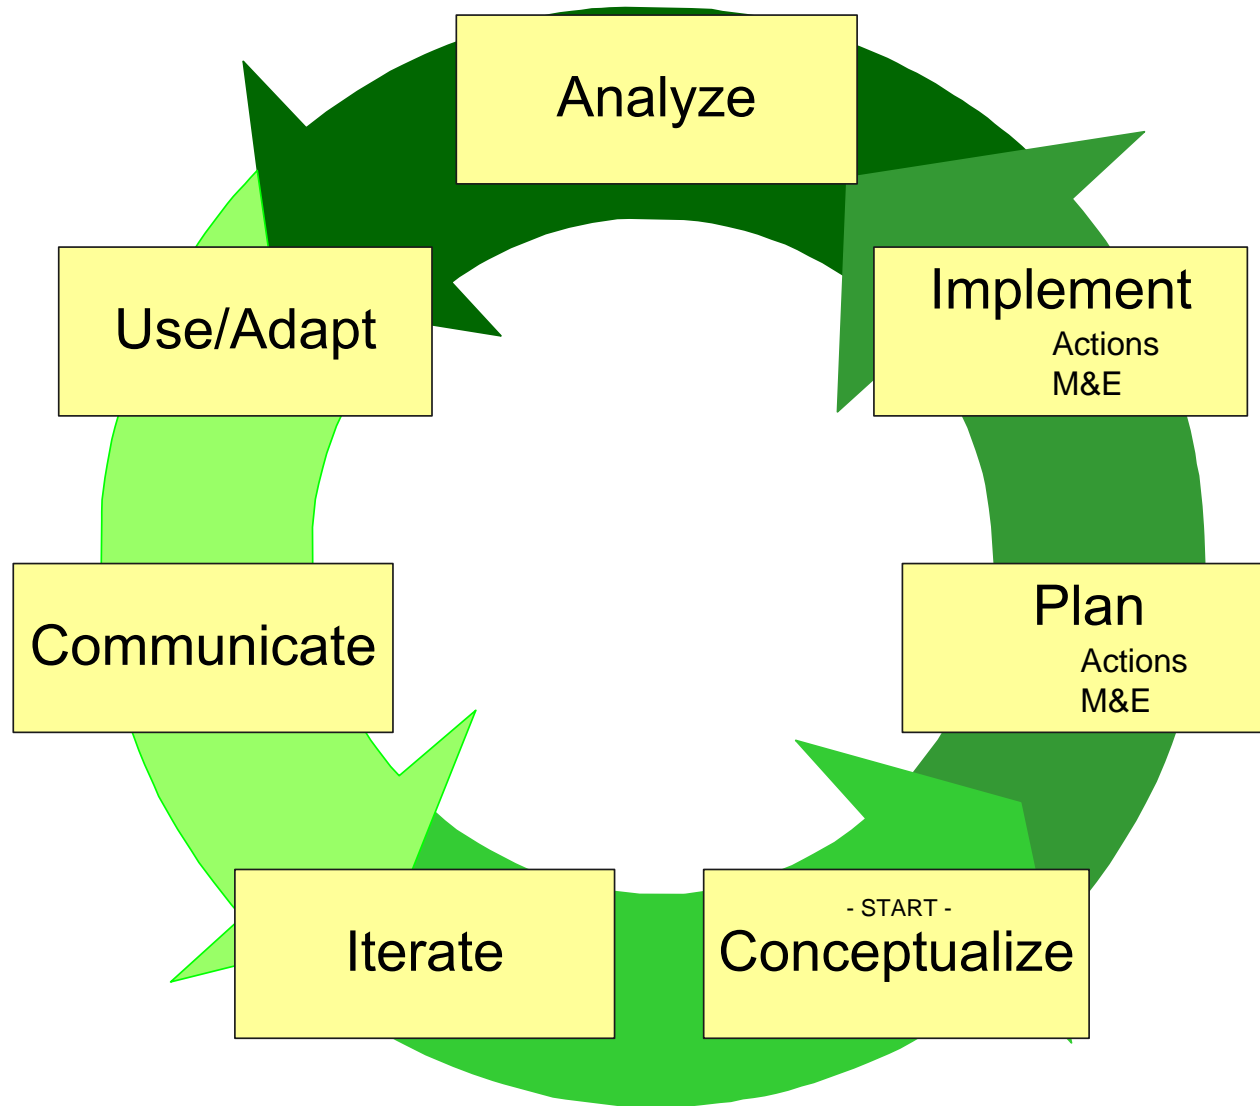 Analyze
Use/Adapt
Implement
Actions
M&E
Communicate
Plan
Actions
M&E
Iterate
- START -
Conceptualize